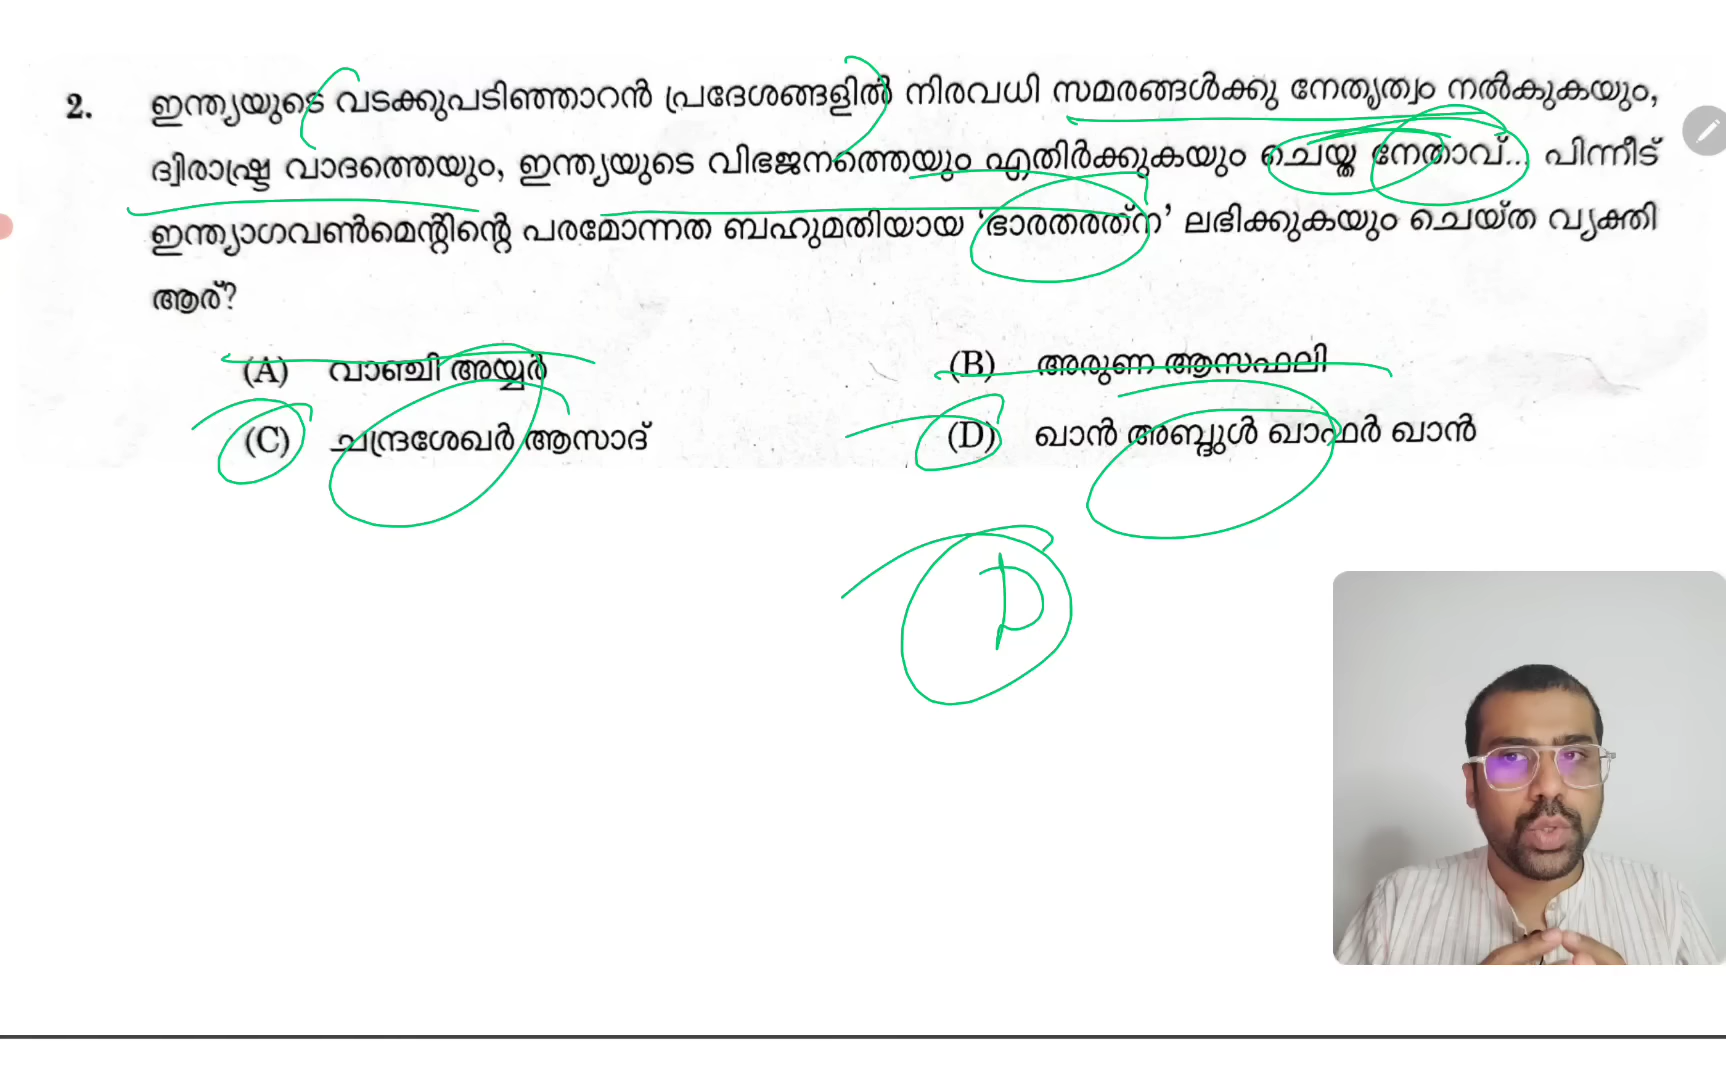 2. ഇന്ത്യയുടെ വടക്കുപടിഞ്ഞാറൻ പ്രദേശങ്ങളിൽ നിരവധി സമരങ്ങൾക്കു നേതൃത്വം നൽകുകയും,
ദ്വിരാഷ്ട്ര വാദത്തെയും, ഇന്ത്യയുടെ വിഭജനത്തെയും എതിർക്കുകയും ചെയ്ത നേതാവ്... പിന്നീട്
ഇന്ത്യാഗവൺമെന്റിന്റെ പരമോന്നത ബഹുമതിയായ ‘ഭാരതരത്ന’ ലഭിക്കുകയും ചെയ്ത വ്യക്തി
ആര്?
(A) വാഞ്ചി അയ്യർ (B) അരുണ ആസഫലി
(C) ചന്ദ്രശേഖർ ആസാദ് (D) ഖാൻ അബ്ദുൾ ഖാഫർ ഖാൻ
D